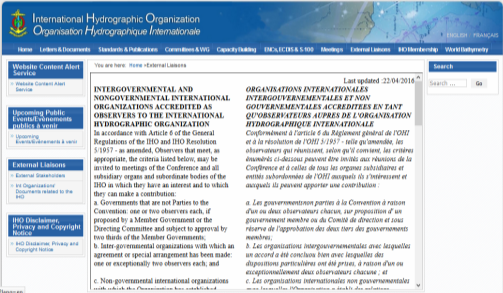 International Hydrographic Organization
Organisation Hydrographique Internationale
ENGLISH FRANÇAIS
Home Letters & Documents Standards & Publications Committees & WG Capacity Building ENCs, ECDIS & S-100 Meetings External Liaisons IHO Membership World Bathymetry
Website Content Alert
Service
Website Content Alert
Service
Upcoming Public
Events/Evénements
publics à venir
Upcoming
Events/évènements à venir
External Liaisons
External Stakeholders
Int Organizations'
Documents related to the
IHO
IHO Disclaimer,
Privacy and Copyright
Notice
IHO Disclaimer, Privacy and
Copyright Notice
You are here: Home » External Liaisons
Last updated :22/04/2016
INTERGOVERNMENTAL AND
NONGOVERNMENTAL INTERNATIONAL
ORGANIZATIONS ACCREDITED AS
OBSERVERS TO THE INTERNATIONAL
HYDROGRAPHIC ORGANIZATION
In accordance with Article 6 of the General
Regulations of the IHO and IHO Resolution
5/1957 - as amended, Observers that meet, as
appropriate, the criteria listed below, may be
invited to meetings of the Conference and all
subsidiary organs and subordinate bodies of the
IHO in which they have an interest and to which
they can make a contribution:
a. Governments that are not Parties to the
Convention: one or two observers each, if
proposed by a Member Government or the
Directing Committee and subject to approval by
two thirds of the Member Governments;
b. Inter-governmental organizations with which an
agreement or special arrangement has been made:
one or exceptionally two observers each; and
c. Non-governmental international organizations
with which the Organization has established
ORGANISATIONS INTERNATIONALES
INTERGOUVERNEMENTALES ET NON
GOUVERNEMENTALES ACCREDITEES EN TANT
QU'OBSERVATEURS AUPRES DE L'ORGANISATION
HYDROGRAPHIQUE INTERNATIONALE
Conformément à l'article 6 du Règlement général de l'OHI
et à la résolution de l'OHI 5/1957 - telle qu'amendée, les
observateurs qui réunissent, selon qu'il convient, les critères
énumérés ci-dessous peuvent être invités aux réunions de la
Conférence et à celles de tous les organes subsidiaires et
entités subordonnées de l'OHI auxquels ils s'intéressent et
auxquels ils peuvent apporter une contribution :
a. Les gouvernements non parties à la Convention à raison
d'un ou deux observateurs chacun, sur proposition d'un
gouvernement membre ou du Comité de direction et sous
réserve de l'approbation des deux tiers des gouvernements
membres;
b. Les organisations intergouvernementales avec lesquelles
un accord a été conclu ou bien avec lesquelles des
dispositions particulières ont été prises, à raison d'un ou
exceptionnellement deux observateurs chacune ; et
c. Les organisations internationales non gouvernementales
avec lesquelles l'Organisation a établi des relations
Search
Search ... Go